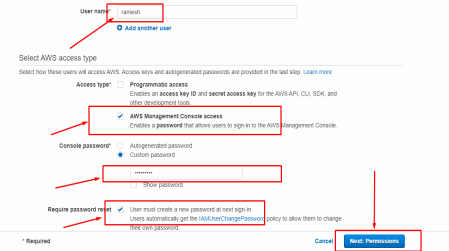 User name* ramesh
Add another user
Select AWS access type
Select how these users will access AWS. Access keys and autogenerated passwords are provided in the last step. Learn more
Access type* Programmatic access
Enables an access key ID and secret access key for the AWS API, CLI, SDK, and
other development tools.
AWS Management Console access
Enables a password that allows users to sign-in to the AWS Management Console.
Console password* Autogenerated password
Custom password
•••••••••
Show password
Require password reset User must create a new password at next sign-in
Users automatically get the IAMUserChangePassword policy to allow them to change
their own password.
* Required Cancel Next: Permissions